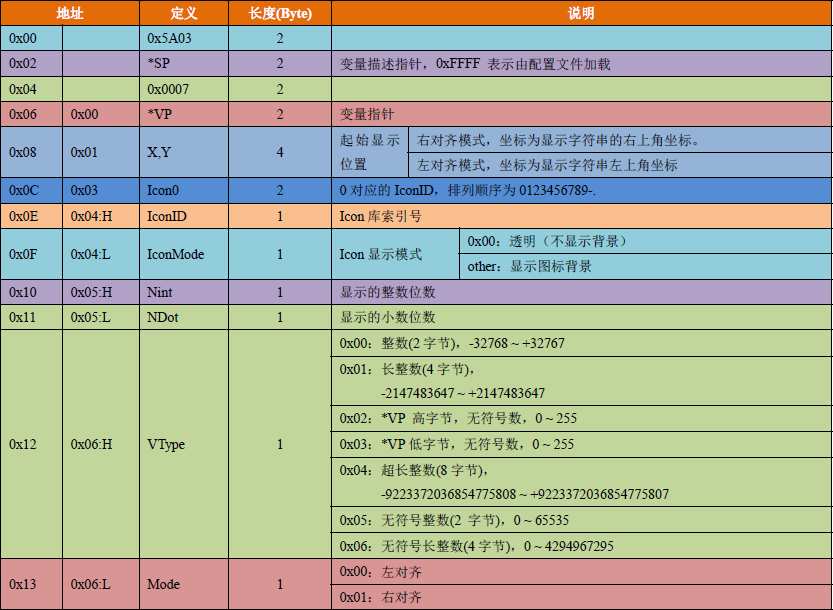 地址 定义 长度(Byte) 说明
0x00 0x5A03 2
0x02 *SP 2 变量描述指针，0xFFFF 表示由配置文件加载
0x04 0x0007 2
0x06 0x00 *VP 2 变量指针
0x08 0x01 X,Y 4 起始显示位置 右对齐模式，坐标为显示字符串的右上角坐标。
左对齐模式，坐标为显示字符串左上角坐标
0x0C 0x03 Icon0 2 0 对应的 IconID，排列顺序为 0123456789-.
0x0E 0x04:H IconID 1 Icon 库索引号
0x0F 0x04:L IconMode 1 Icon 显示模式 0x00：透明（不显示背景）
other：显示图标背景
0x10 0x05:H Nint 1 显示的整数位数
0x11 0x05:L NDot 1 显示的小数位数
0x12 0x06:H VType 1 0x00：整数(2 字节)，-32768～+32767
0x01：长整数(4 字节)，
-2147483647～+2147483647
0x02：*VP 高字节，无符号数，0～255
0x03：*VP 低字节，无符号数，0～255
0x04：超长整数(8 字节)，
-9223372036854775808～+9223372036854775807
0x05：无符号整数(2 字节)，0～65535
0x06：无符号长整数(4 字节)，0～4294967295
0x13 0x06:L Mode 1 0x00：左对齐
0x01：右对齐